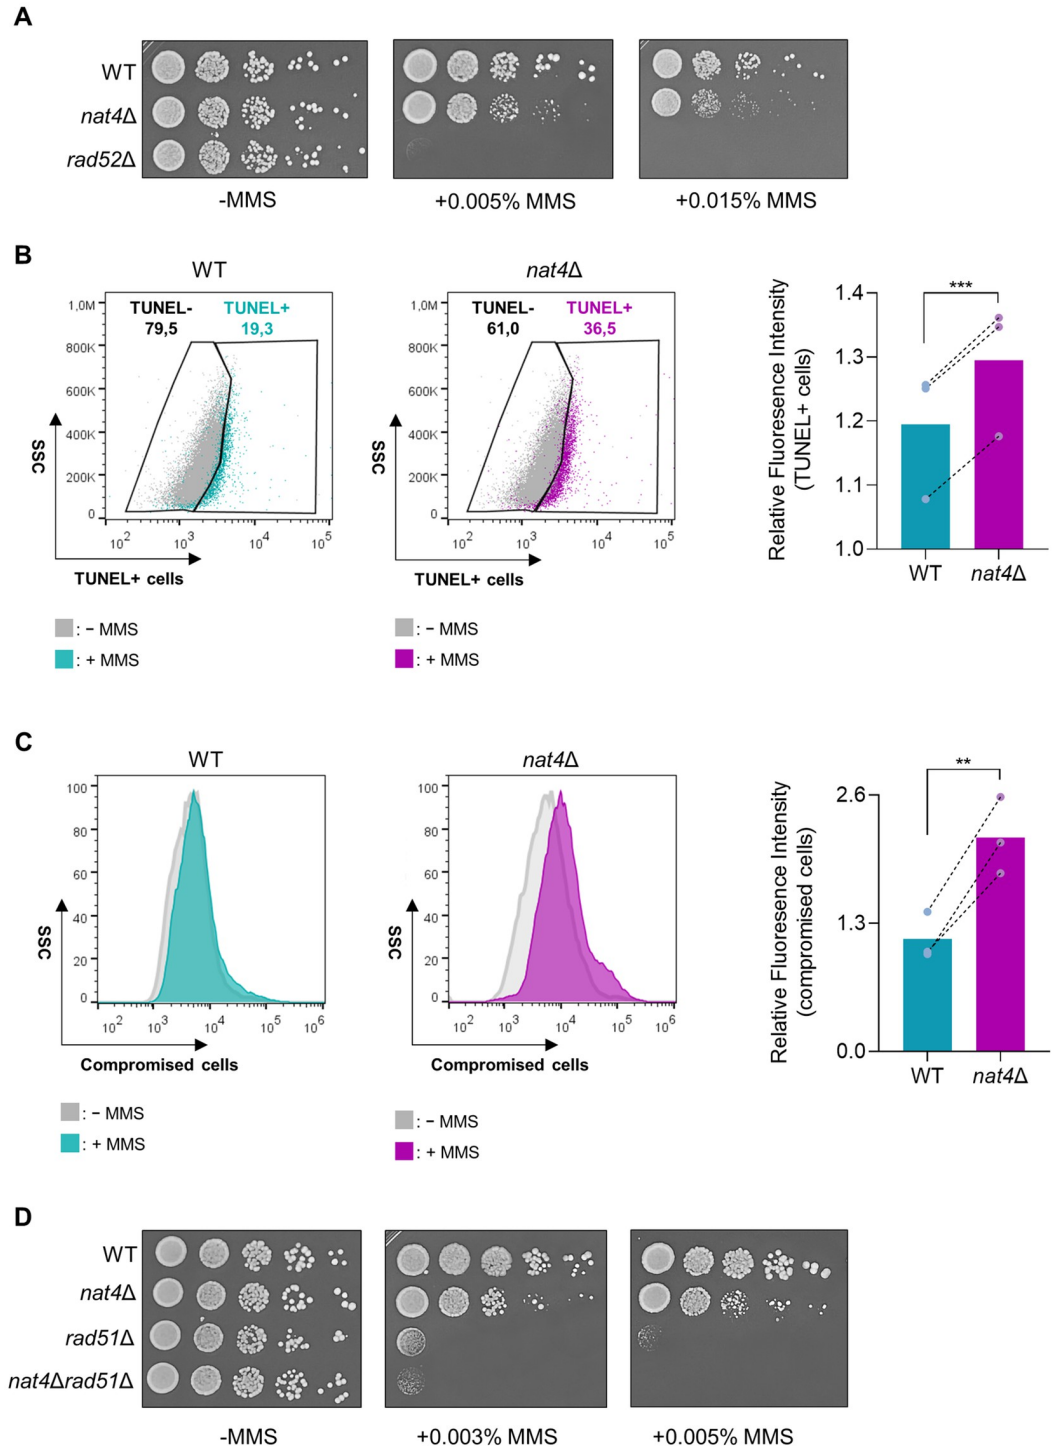 A
WT
nat4Δ
rad52Δ
-MMS
+0.005% MMS
+0.015% MMS
B
WT
nat4Δ
TUNEL- TUNEL+
79,5 19,3
TUNEL- TUNEL+
61,0 36,5
1,0M
800K
600K
400K
200K
0
10² 10³ 10⁴ 10⁵
SSC
TUNEL+ cells
1,0M
800K
600K
400K
200K
0
10² 10³ 10⁴ 10⁵
SSC
TUNEL+ cells
: − MMS
: + MMS
: − MMS
: + MMS
Relative Fluoresence Intensity
(TUNEL+ cells)
***
1.4
1.3
1.2
1.1
1.0
WT nat4Δ
C
WT
nat4Δ
100
80
60
40
20
0
10² 10³ 10⁴ 10⁵ 10⁶
SSC
Compromised cells
100
80
60
40
20
0
10² 10³ 10⁴ 10⁵ 10⁶
SSC
Compromised cells
: − MMS
: + MMS
: − MMS
: + MMS
Relative Fluoresence Intensity
(compromised cells)
**
2.6
1.3
0.0
WT nat4Δ
D
WT
nat4Δ
rad51Δ
nat4Δrad51Δ
-MMS
+0.003% MMS
+0.005% MMS